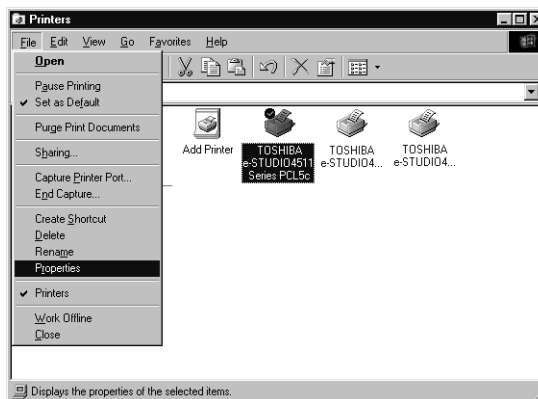 Printers
File Edit View Go Favorites Help
Open
Pause Printing
Set as Default
Purge Print Documents
Sharing...
Capture Printer Port...
End Capture...
Create Shortcut
Delete
Rename
Properties
Printers
Work Offline
Close
Add Printer
TOSHIBA
e-STUDIO4511
Series PCL5c
TOSHIBA
e-STUDIO4...
TOSHIBA
e-STUDIO4...
Displays the properties of the selected items.